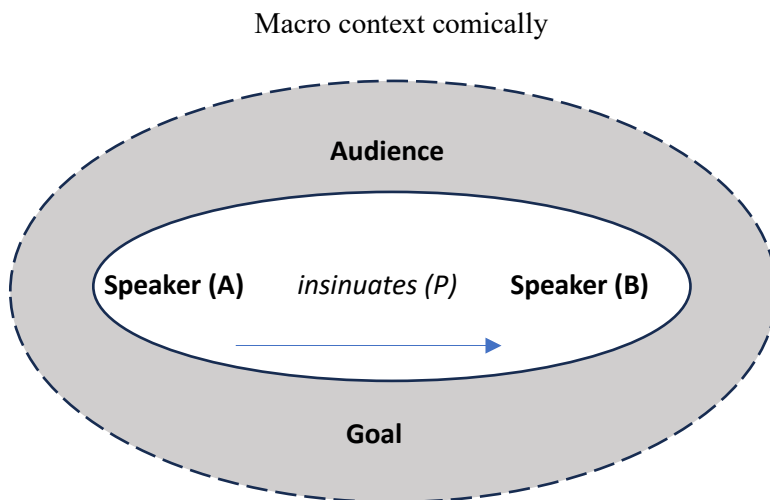 Macro context comically
Audience
Speaker (A) insinuates (P) Speaker (B)
Goal